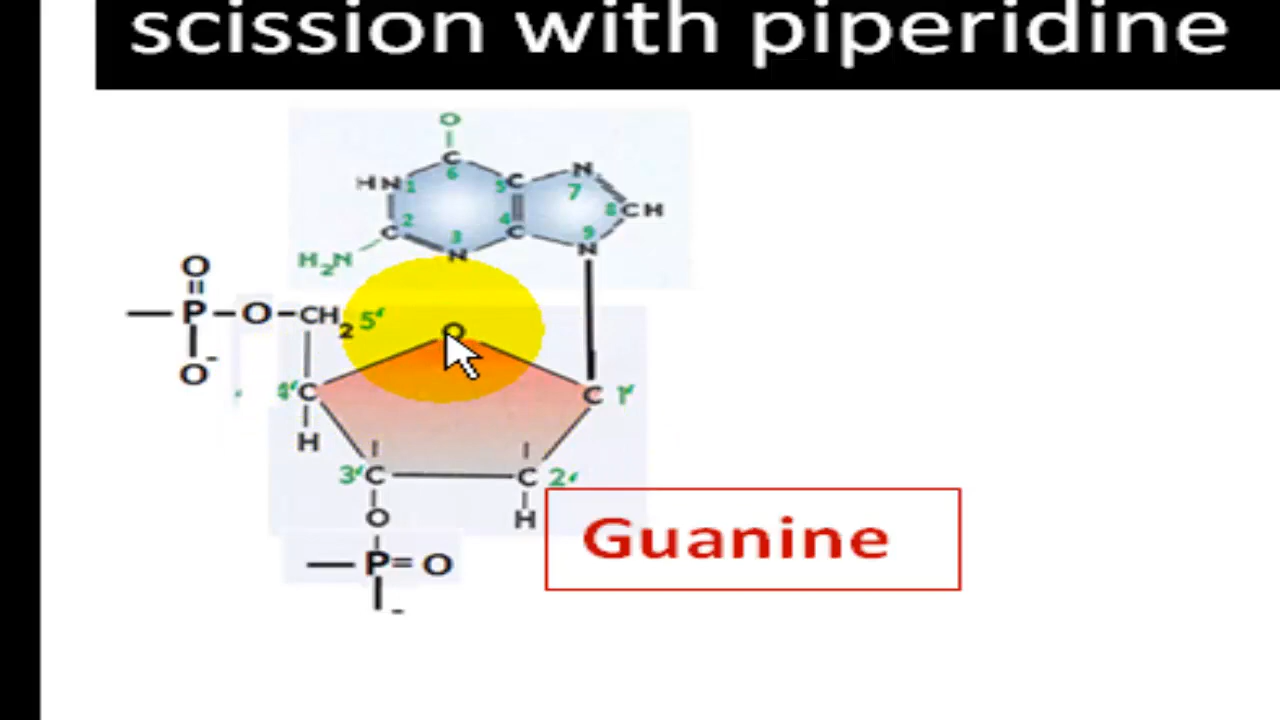 scission with piperidine
O
C
6
HN 1
5 C
N
7
2
C
4
C
8 CH
3
N
9
N
H2N
O
P-O-CH2 5'
O
O-
4' C
C 1'
H
3' C
C 2'
O
H
Guanine
P=O
-